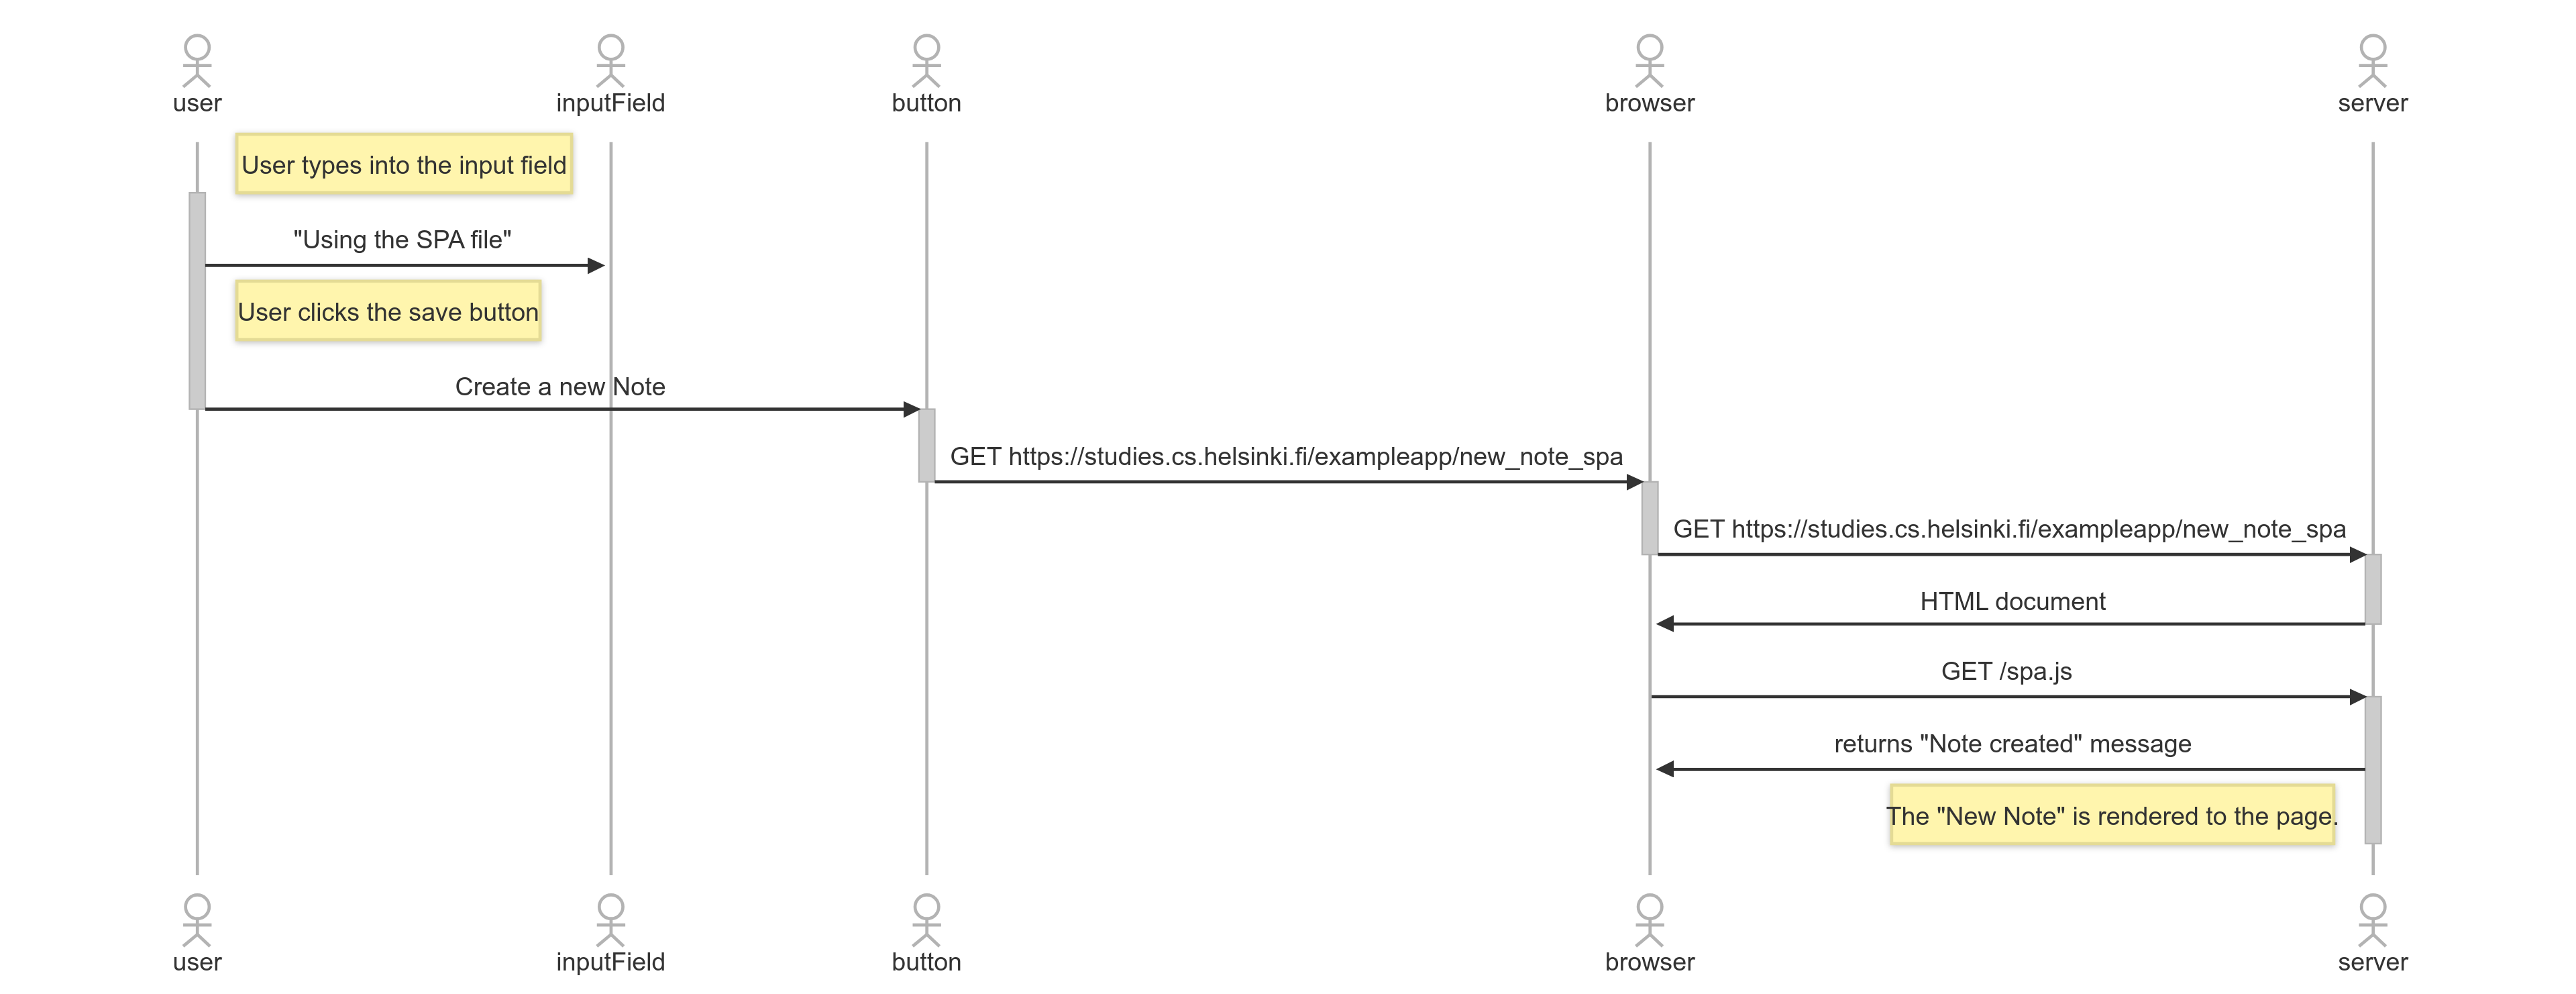 user
inputField
button
browser
server
User types into the input field
"Using the SPA file"
User clicks the save button
Create a new Note
GET https://studies.cs.helsinki.fi/exampleapp/new_note_spa
GET https://studies.cs.helsinki.fi/exampleapp/new_note_spa
HTML document
GET /spa.js
returns "Note created" message
The "New Note" is rendered to the page.
user
inputField
button
browser
server